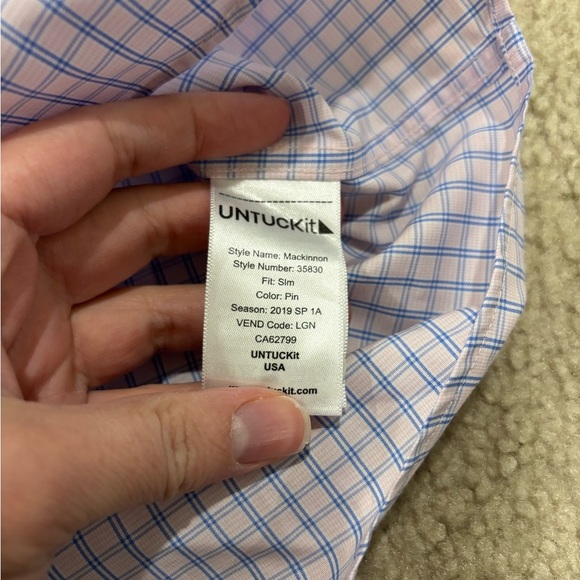 UNTUCKit
Style Name: Mackinnon
Style Number: 35830
Fit: Slm
Color: Pin
Season: 2019 SP 1A
VEND Code: LGN
CA62799
UNTUCKit
USA